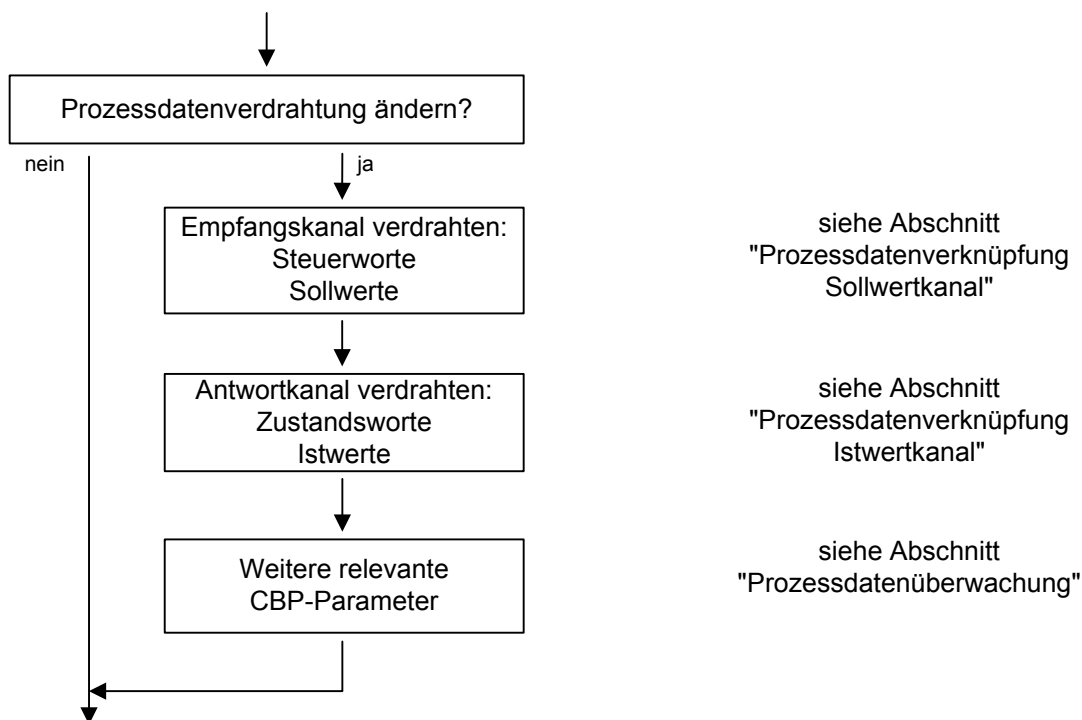 Prozessdatenverdrahtung ändern?
nein
ja
Empfangskanal verdrahten:
Steuerworte
Sollwerte
siehe Abschnitt
"Prozessdatenverknüpfung
Sollwertkanal"
Antwortkanal verdrahten:
Zustandsworte
Istwerte
siehe Abschnitt
"Prozessdatenverknüpfung
Istwertkanal"
Weitere relevante
CBP-Parameter
siehe Abschnitt
"Prozessdatenüberwachung"